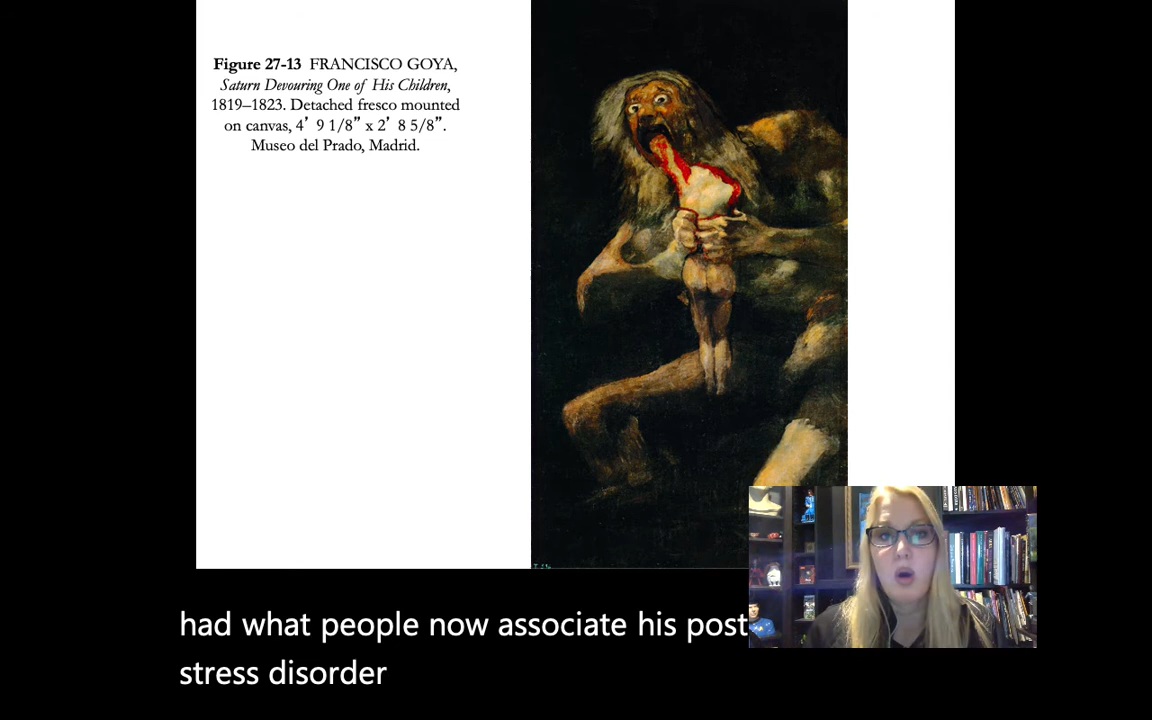 Figure 27-13 FRANCISCO GOYA,
Saturn Devouring One of His Children,
1819–1823. Detached fresco mounted
on canvas, 4’ 9 1/8” x 2’ 8 5/8”.
Museo del Prado, Madrid.
had what people now associate his post
stress disorder